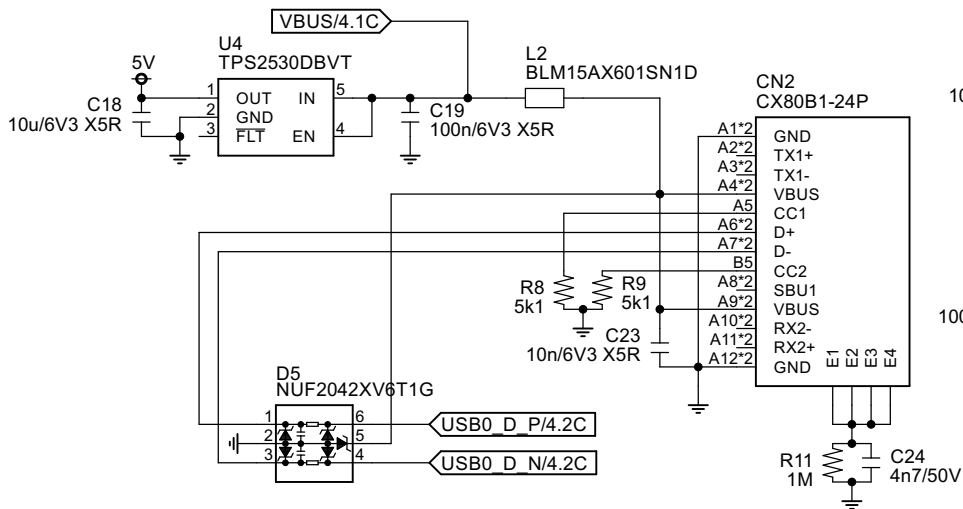 VBUS/4.1C
U4
TPS2530DBVT
5V
1
OUT
IN
5
2
GND
3
FLT
EN
4
C18
10u/6V3 X5R
C19
100n/6V3 X5R
L2
BLM15AX601SN1D
CN2
CX80B1-24P
A1*2
GND
A2*2
TX1+
A3*2
TX1-
A4*2
VBUS
A5
CC1
A6*2
D+
A7*2
D-
B5
CC2
A8*2
SBU1
A9*2
VBUS
A10*2
RX2-
A11*2
RX2+
A12*2
GND
E1
E2
E3
E4
R8
5k1
R9
5k1
C23
10n/6V3 X5R
D5
NUF2042XV6T1G
1
6
2
5
3
4
USB0_D_P/4.2C
USB0_D_N/4.2C
R11
1M
C24
4n7/50V